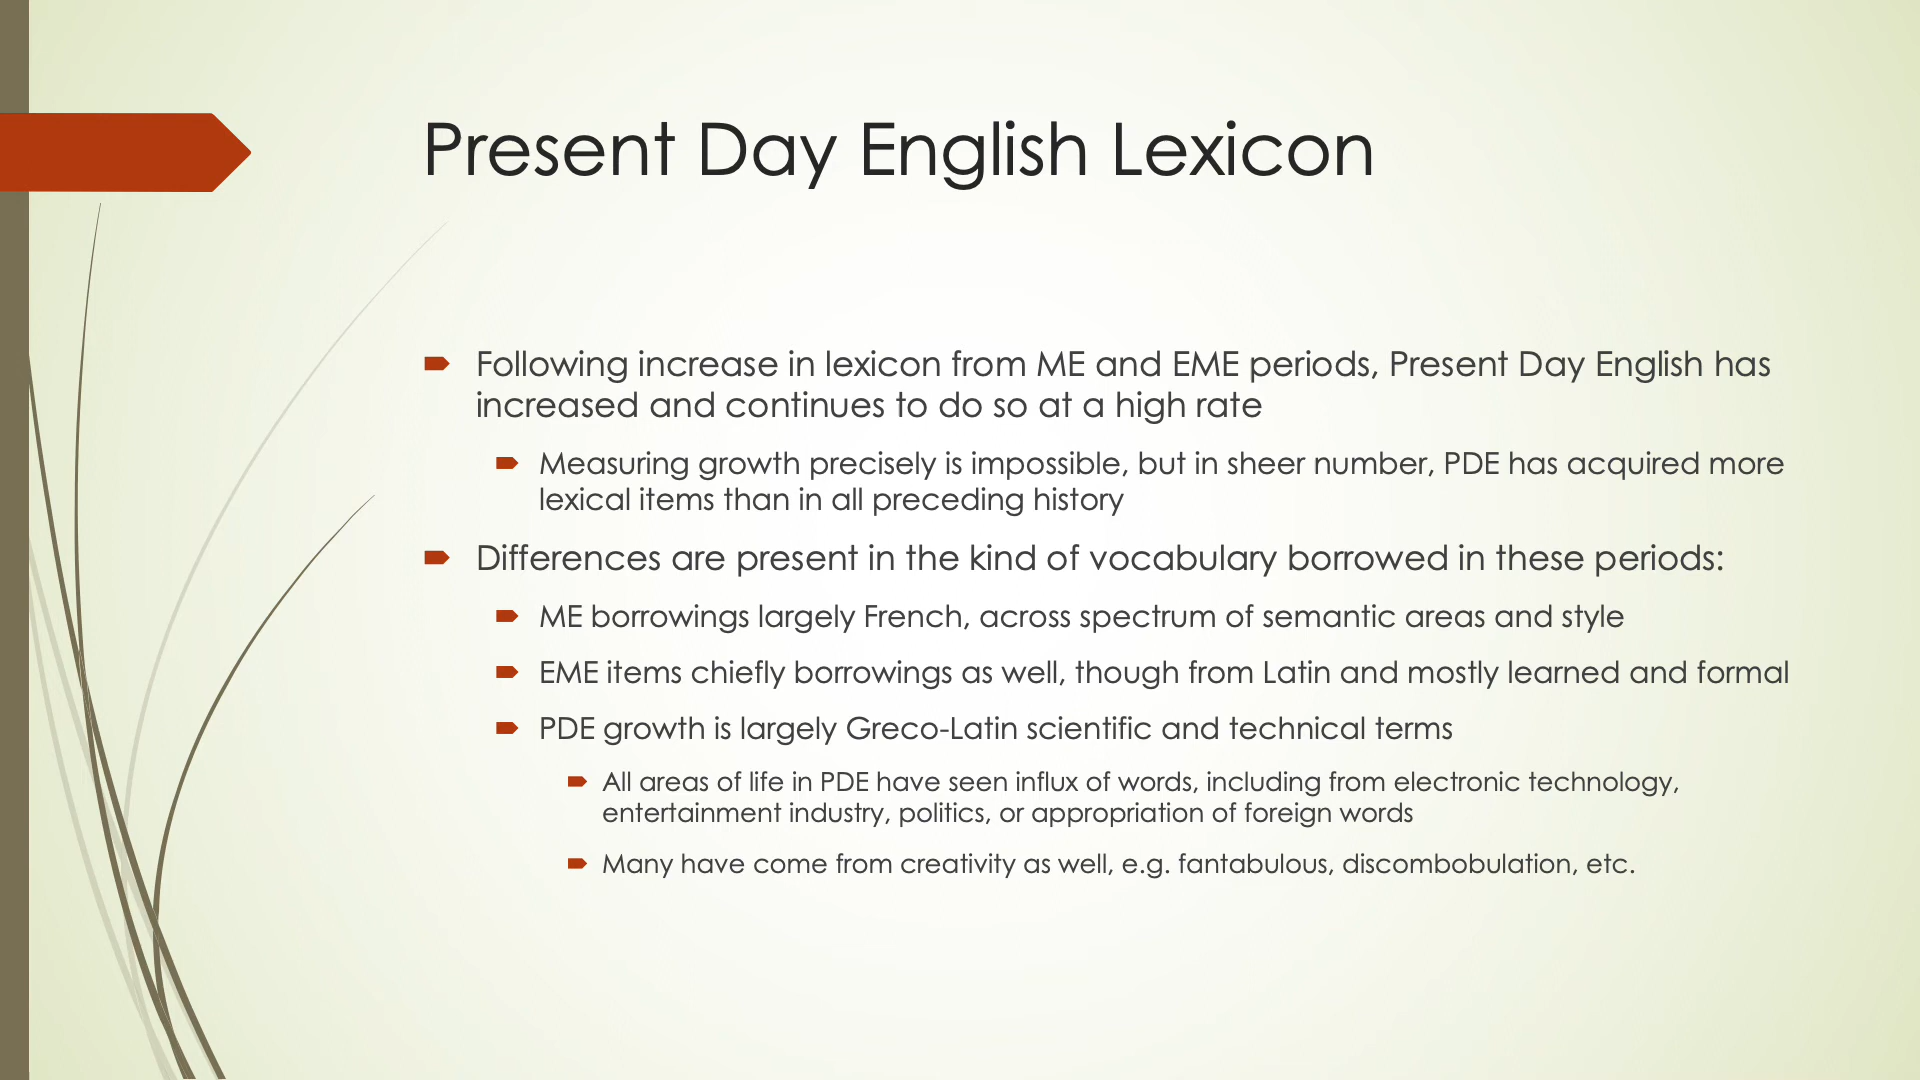 Present Day English Lexicon
Following increase in lexicon from ME and EME periods, Present Day English has
increased and continues to do so at a high rate
Measuring growth precisely is impossible, but in sheer number, PDE has acquired more
lexical items than in all preceding history
Differences are present in the kind of vocabulary borrowed in these periods:
ME borrowings largely French, across spectrum of semantic areas and style
EME items chiefly borrowings as well, though from Latin and mostly learned and formal
PDE growth is largely Greco-Latin scientific and technical terms
All areas of life in PDE have seen influx of words, including from electronic technology,
entertainment industry, politics, or appropriation of foreign words
Many have come from creativity as well, e.g. fantabulous, discombobulation, etc.